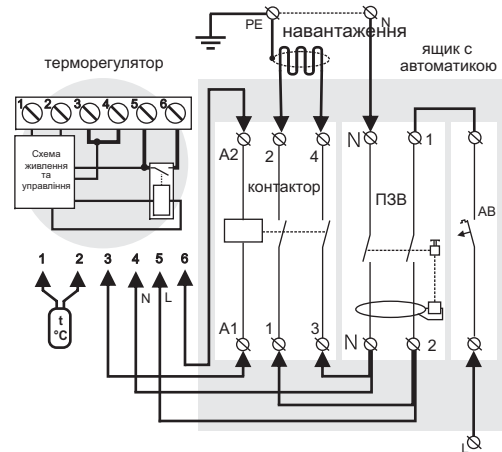 PE
N
навантаження
ящик с
автоматикою
терморегулятор
1 2 3 4 5 6
Схема
живлення
та
управління
A2 2 4 N 1
контактор
ПЗВ
АВ
1 2 3 4 5 6
N L
t
°C
A1 1 3 N 2
L